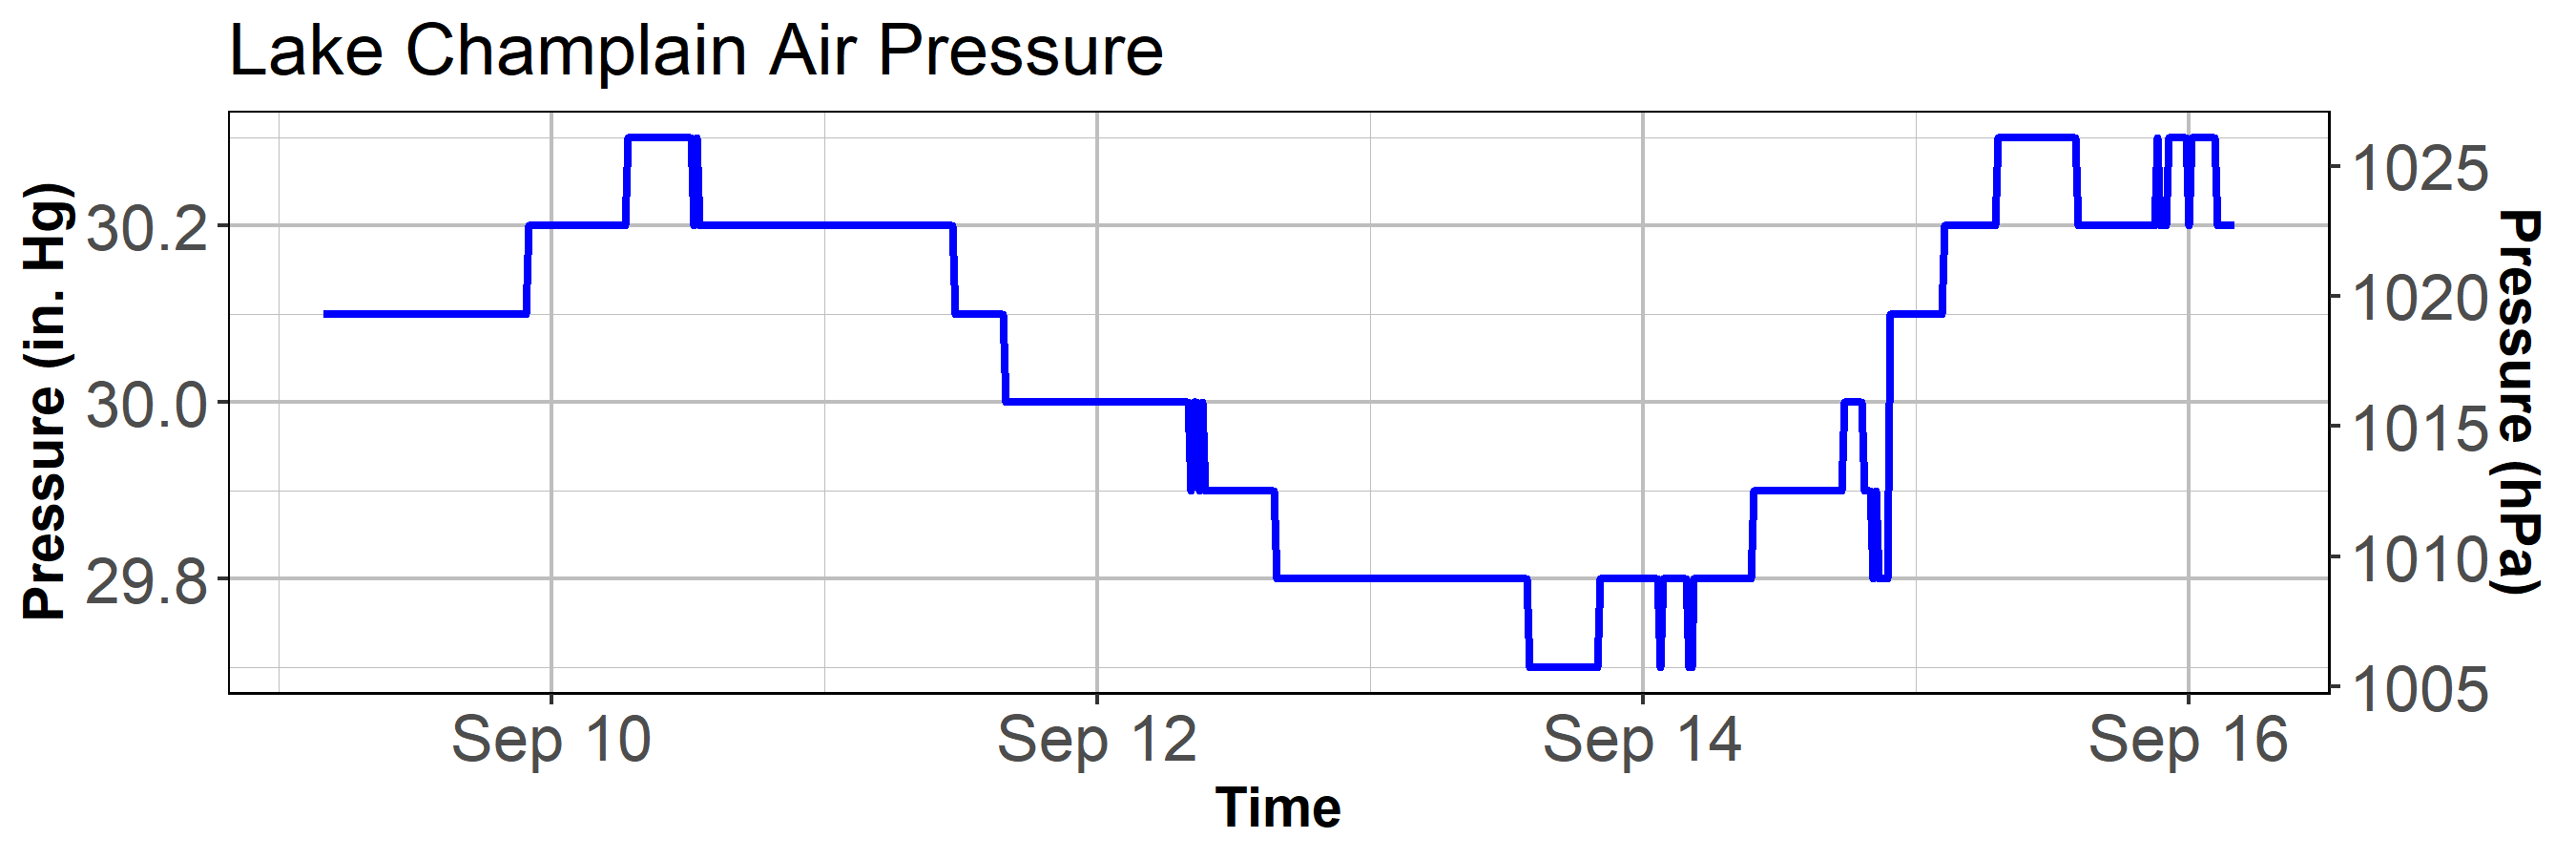 Lake Champlain Air Pressure
Pressure (in. Hg)
30.2
30.0
29.8
1025
1020
1015
1010
1005
Pressure (hPa)
Sep 10
Sep 12
Sep 14
Sep 16
Time